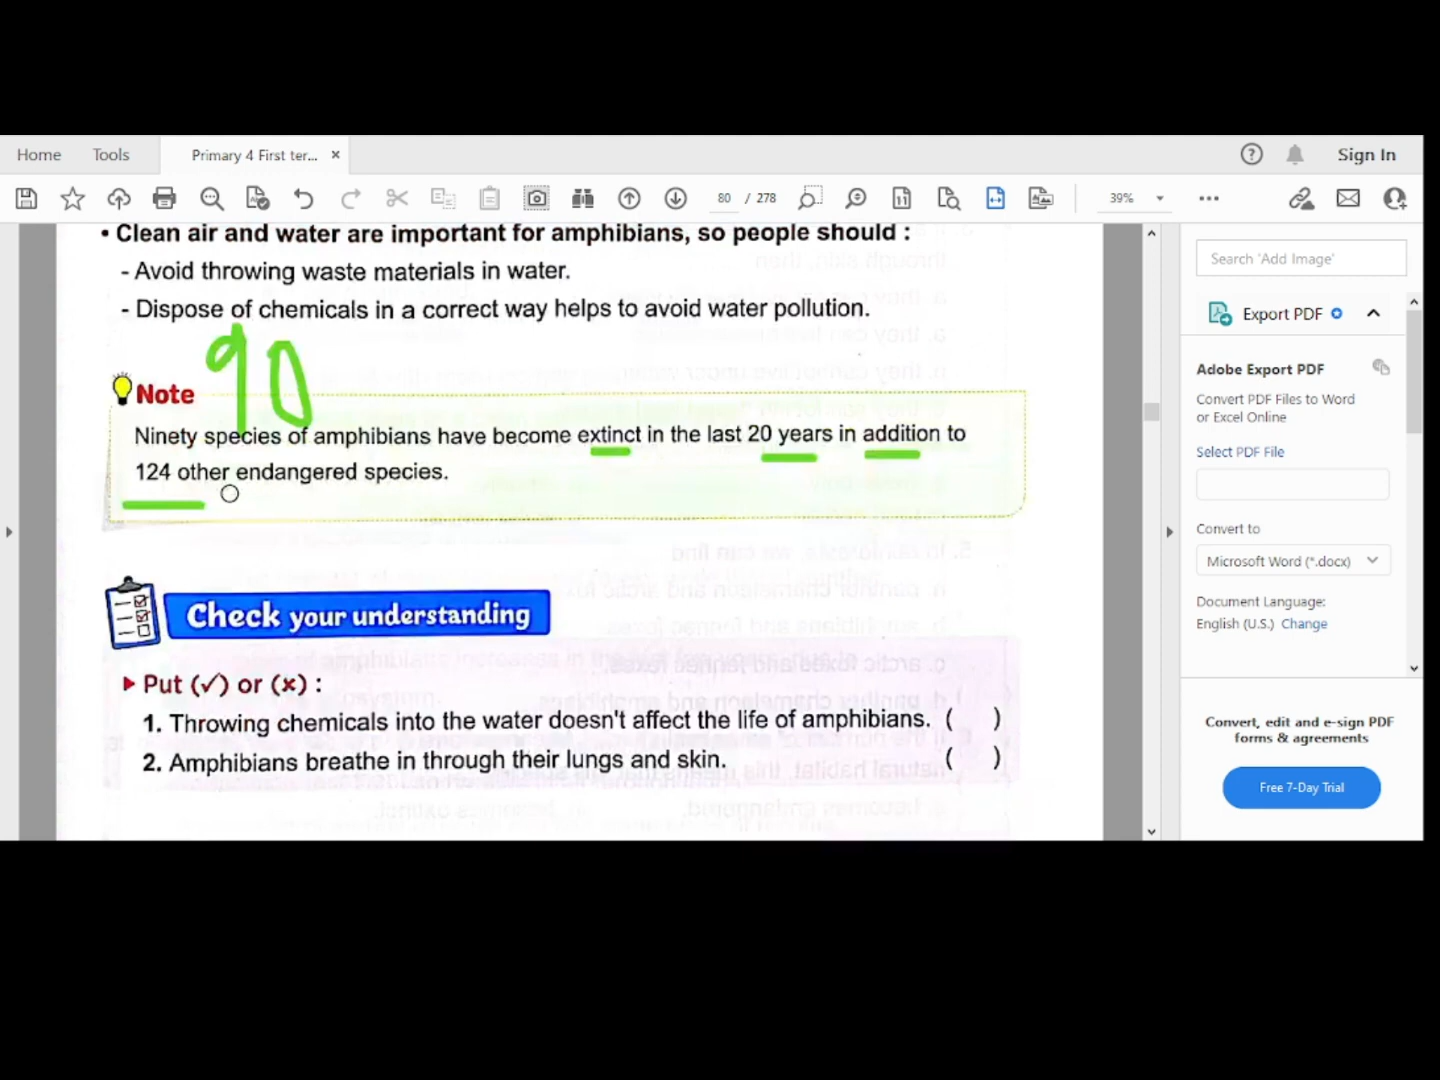 Home Tools Primary 4 First ter... × Sign In
80 / 278 39%
• Clean air and water are important for amphibians, so people should :
- Avoid throwing waste materials in water.
- Dispose of chemicals in a correct way helps to avoid water pollution.
90
Note
Ninety species of amphibians have become extinct in the last 20 years in addition to
124 other endangered species.
Check your understanding
Put (✓) or (×) :
1. Throwing chemicals into the water doesn't affect the life of amphibians. ( )
2. Amphibians breathe in through their lungs and skin. ( )
Search 'Add Image'
Export PDF
Adobe Export PDF
Convert PDF Files to Word
or Excel Online
Select PDF File
Convert to
Microsoft Word (*.docx)
Document Language:
English (U.S.) Change
Convert, edit and e-sign PDF
forms & agreements
Free 7-Day Trial